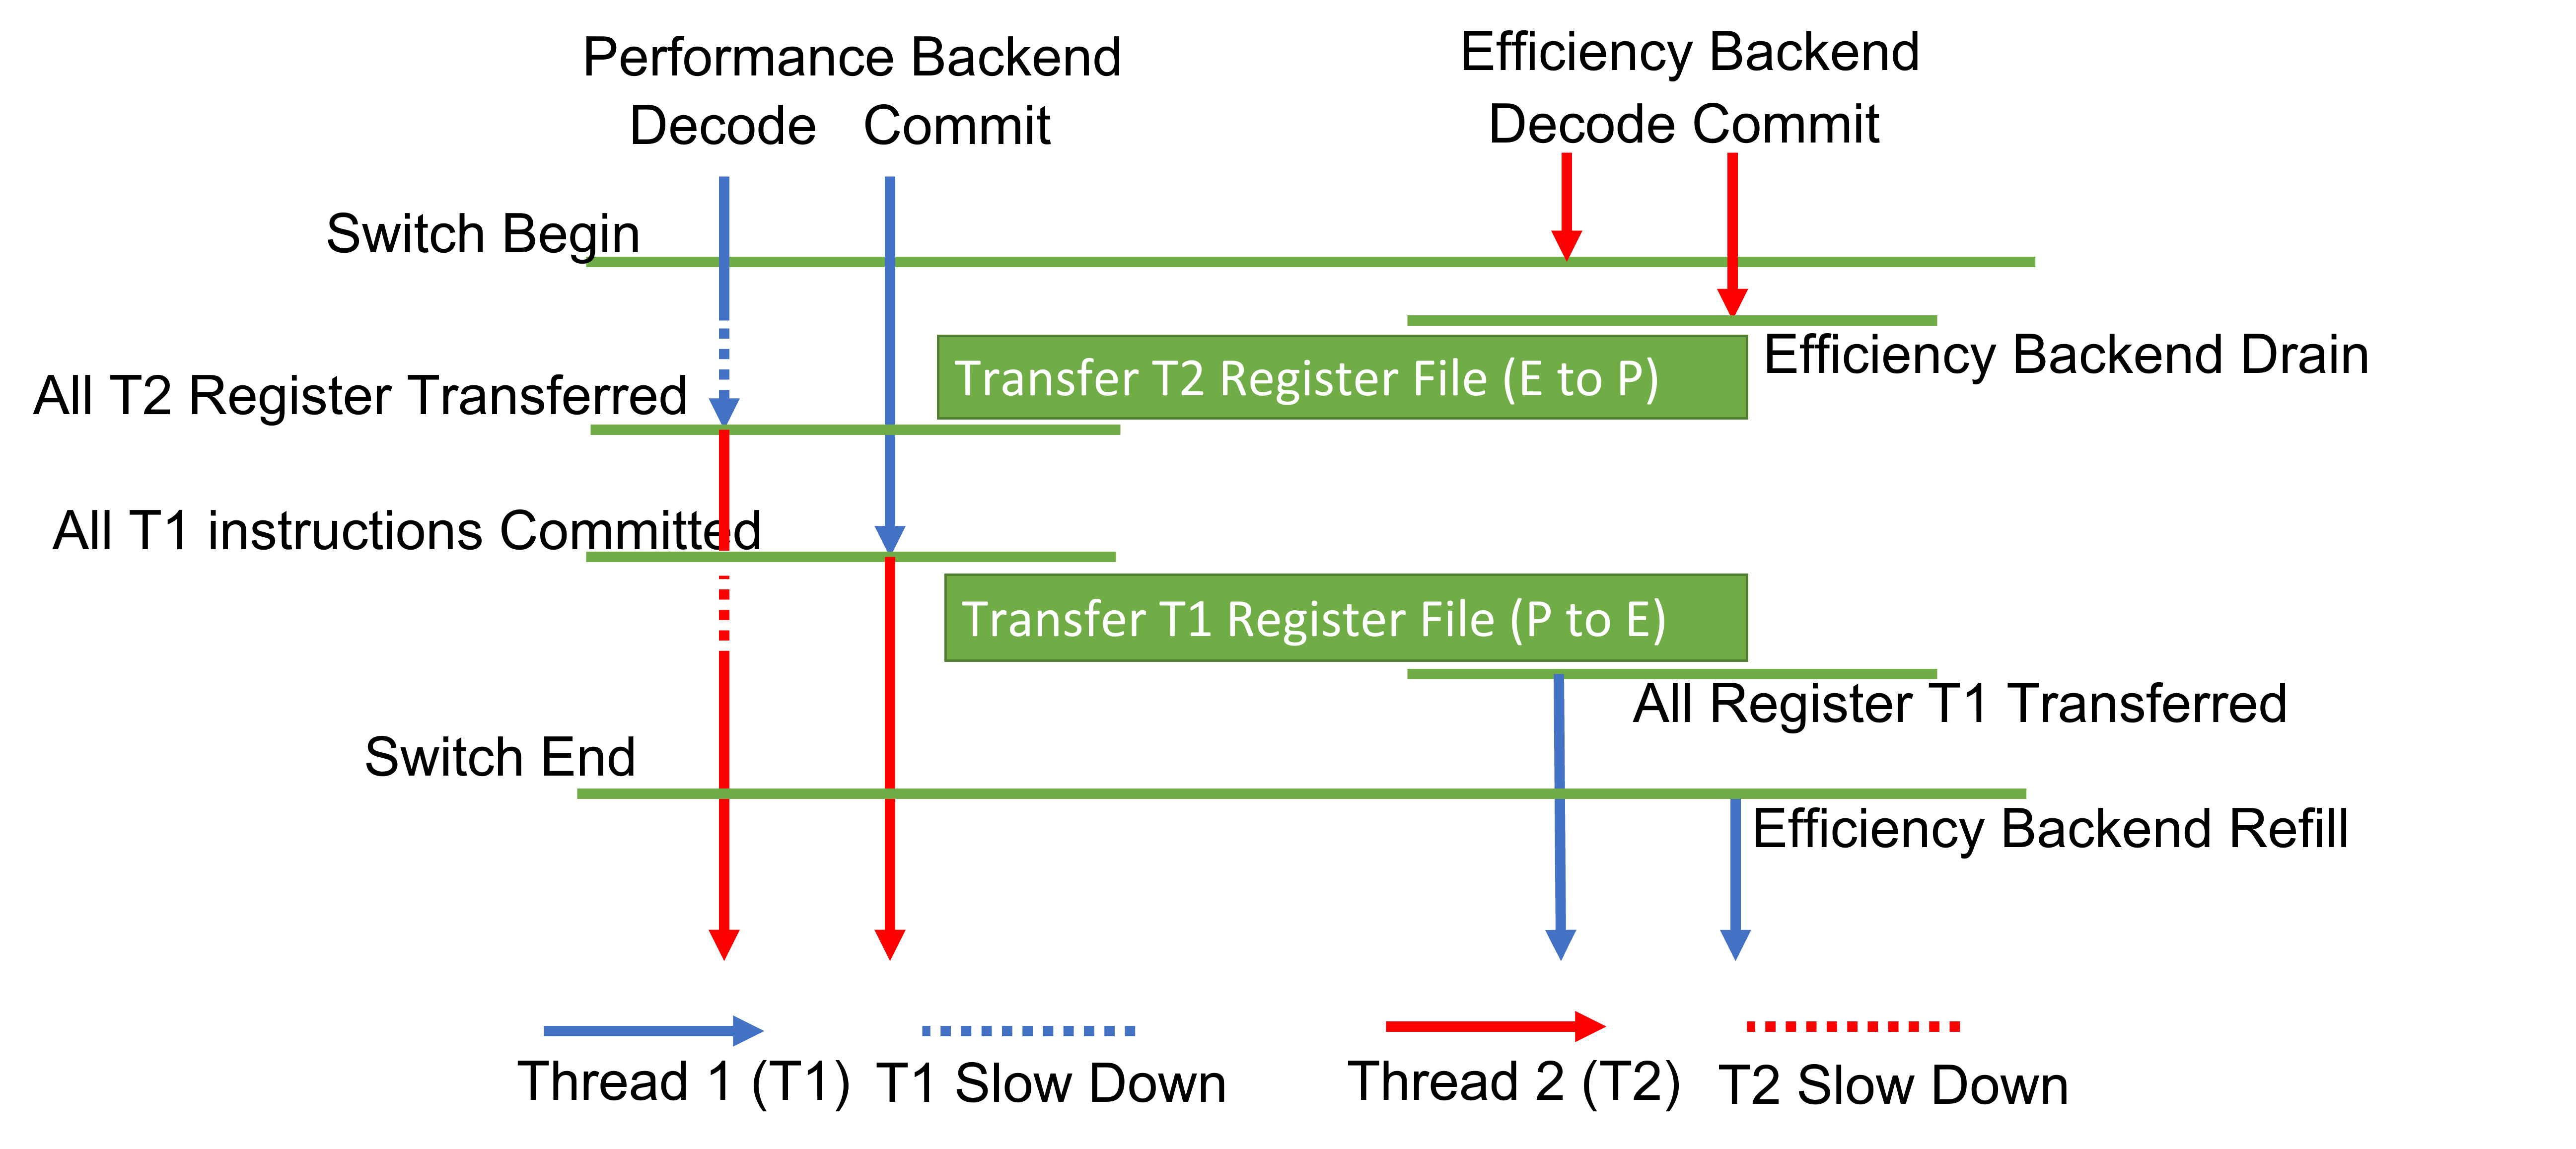 Performance Backend
Efficiency Backend
Decode Commit
Decode Commit
Switch Begin
Efficiency Backend Drain
Transfer T2 Register File (E to P)
All T2 Register Transferred
All T1 instructions Committed
Transfer T1 Register File (P to E)
All Register T1 Transferred
Switch End
Efficiency Backend Refill
Thread 1 (T1)
T1 Slow Down
Thread 2 (T2)
T2 Slow Down